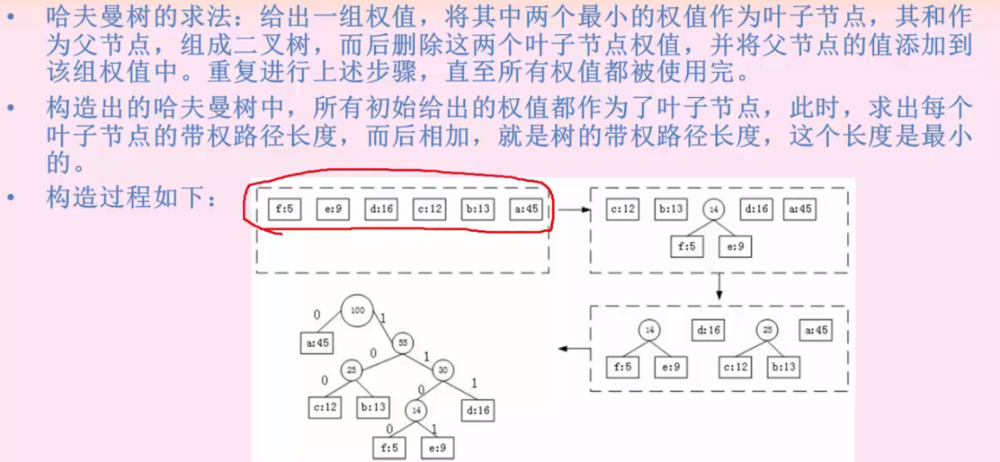 • 哈夫曼树的求法：给出一组权值，将其中两个最小的权值作为叶子节点，其和作
为父节点，组成二叉树，而后删除这两个叶子节点权值，并将父节点的值添加到
该组权值中。重复进行上述步骤，直至所有权值都被使用完。
• 构造出的哈夫曼树中，所有初始给出的权值都作为了叶子节点，此时，求出每个
叶子节点的带权路径长度，而后相加，就是树的带权路径长度，这个长度是最小
的。
• 构造过程如下：
f:5 e:9 d:16 c:12 b:13 a:45
c:12 b:13 14 d:16 a:45
f:5 e:9
14 d:16 25 a:45
f:5 e:9 c:12 b:13
0 100 1
a:45 55
0 1
25 30
0 0 1
c:12 b:13 14 d:16
0 1
f:5 e:9